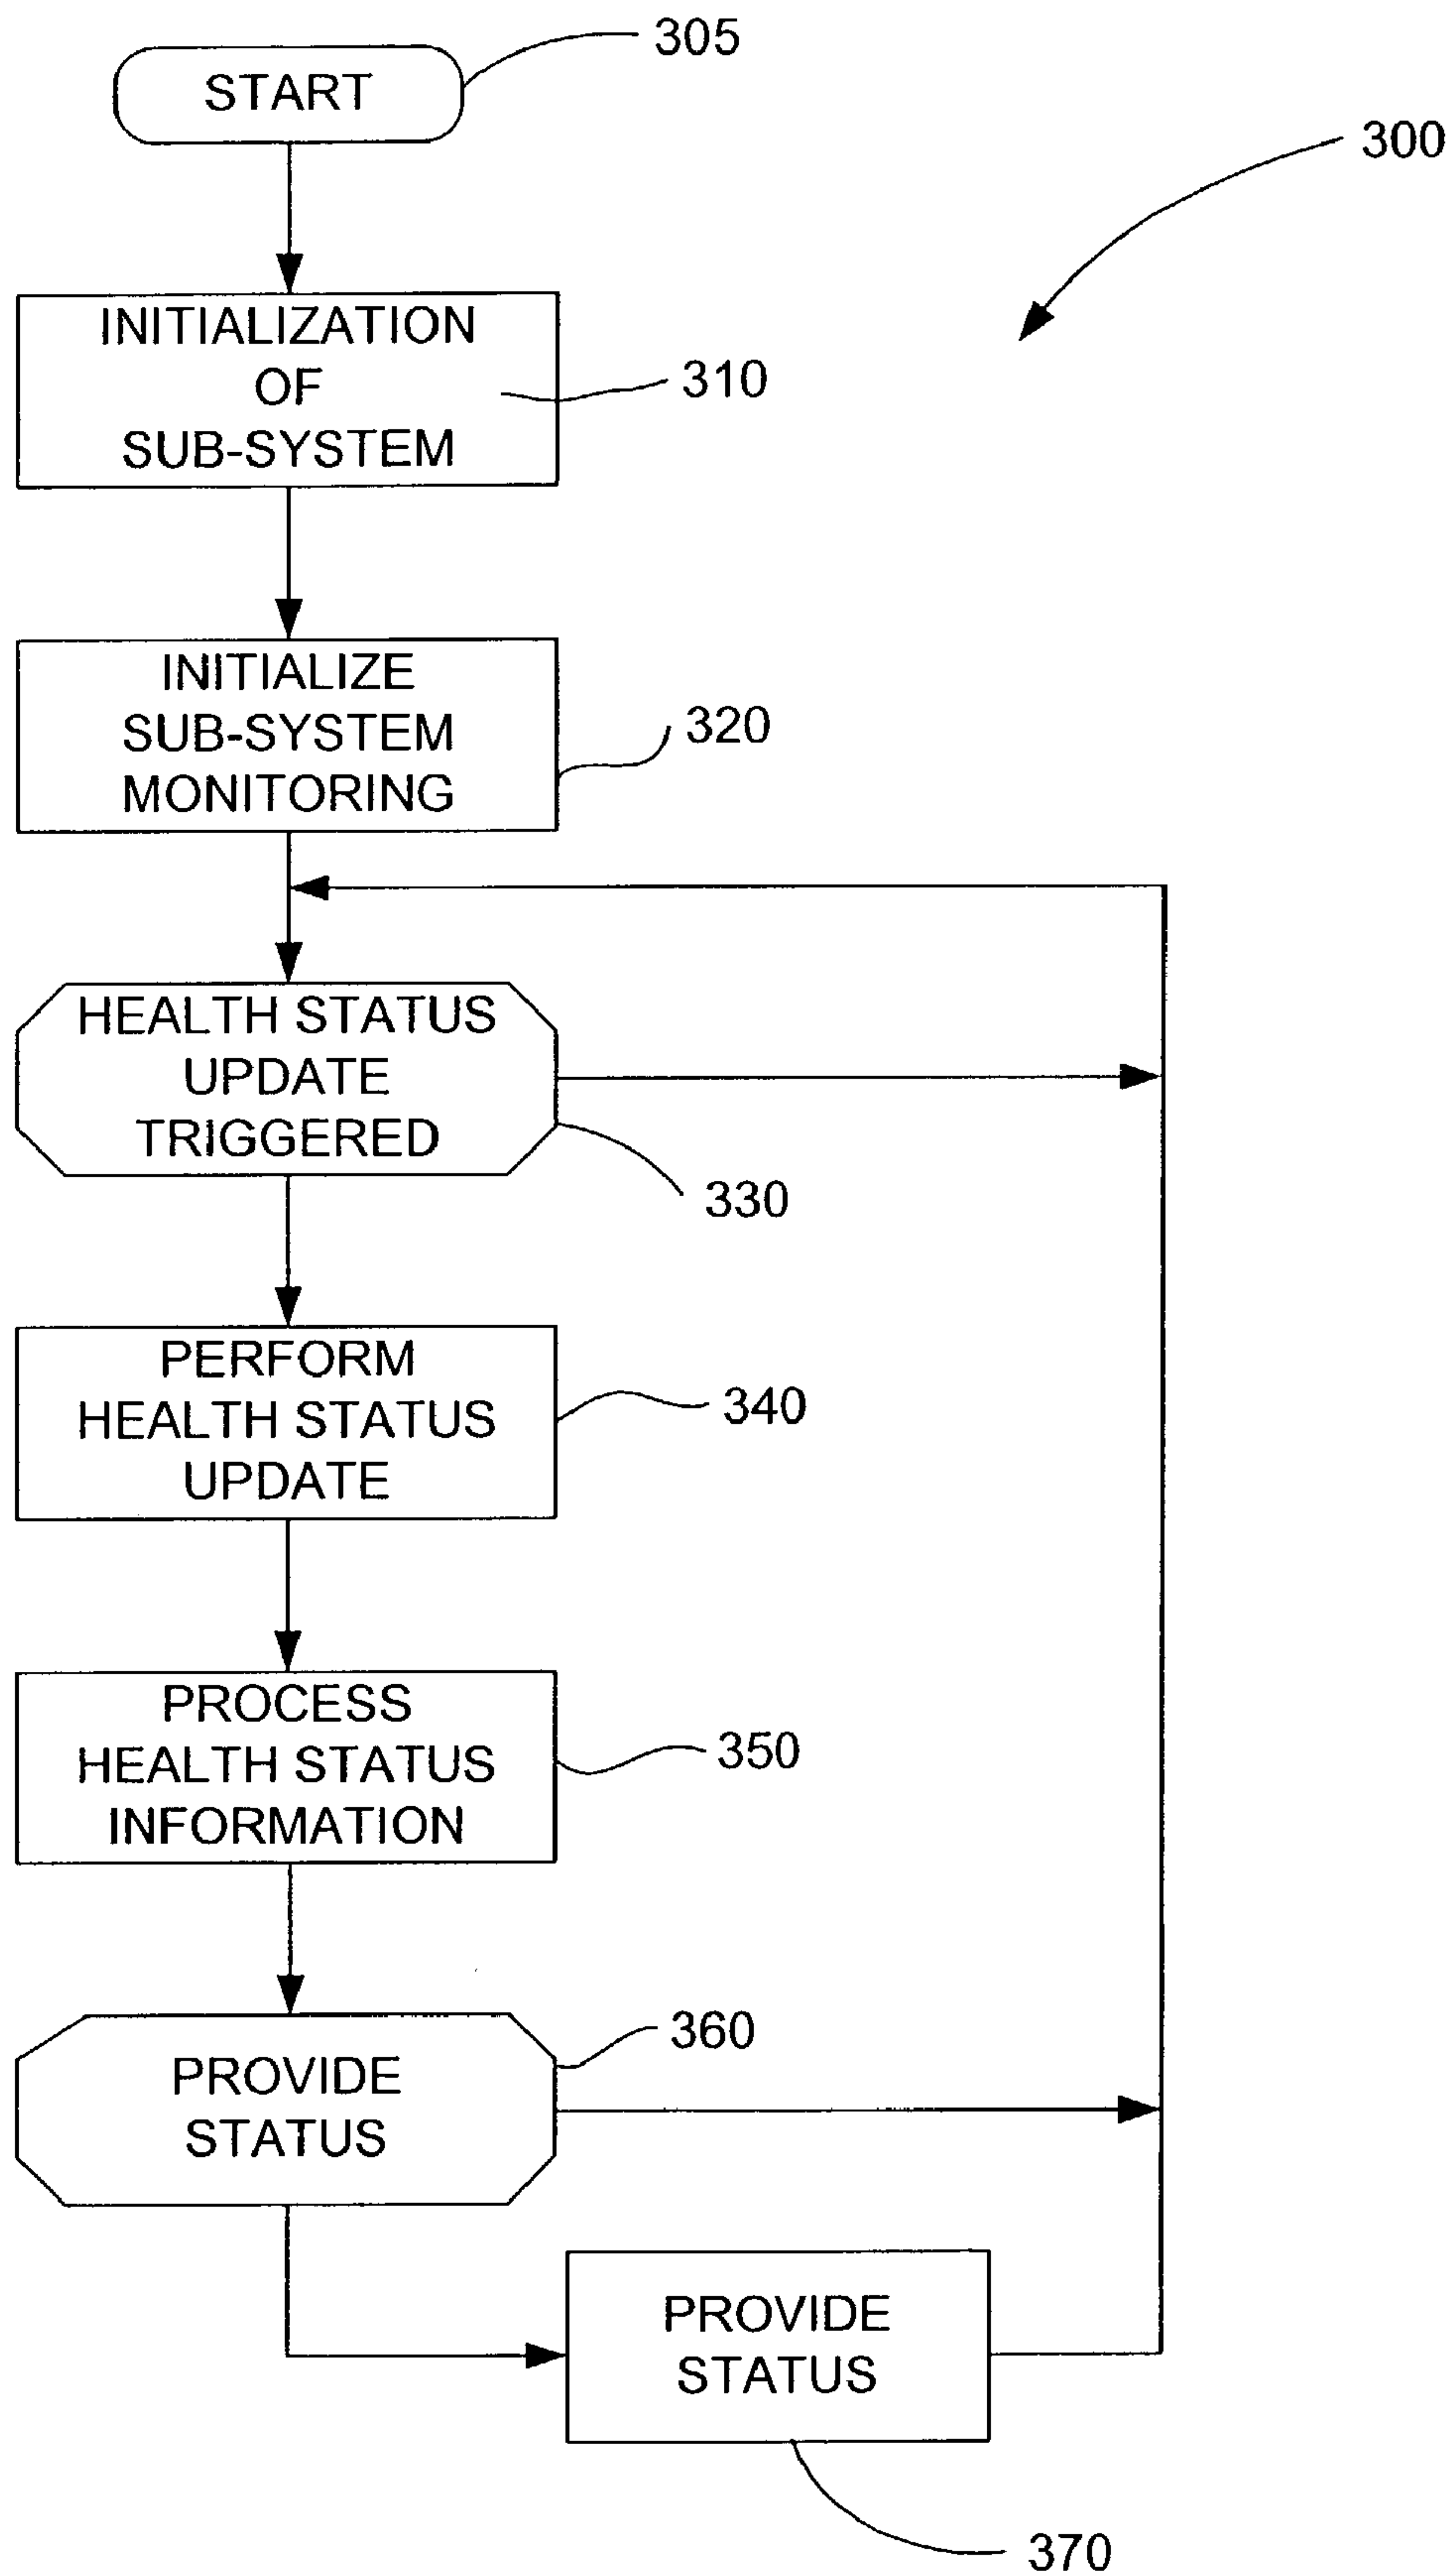 305
START
300
INITIALIZATION
OF
SUB-SYSTEM
310
INITIALIZE
SUB-SYSTEM
MONITORING
320
HEALTH STATUS
UPDATE
TRIGGERED
330
PERFORM
HEALTH STATUS
UPDATE
340
PROCESS
HEALTH STATUS
INFORMATION
350
PROVIDE
STATUS
360
PROVIDE
STATUS
370